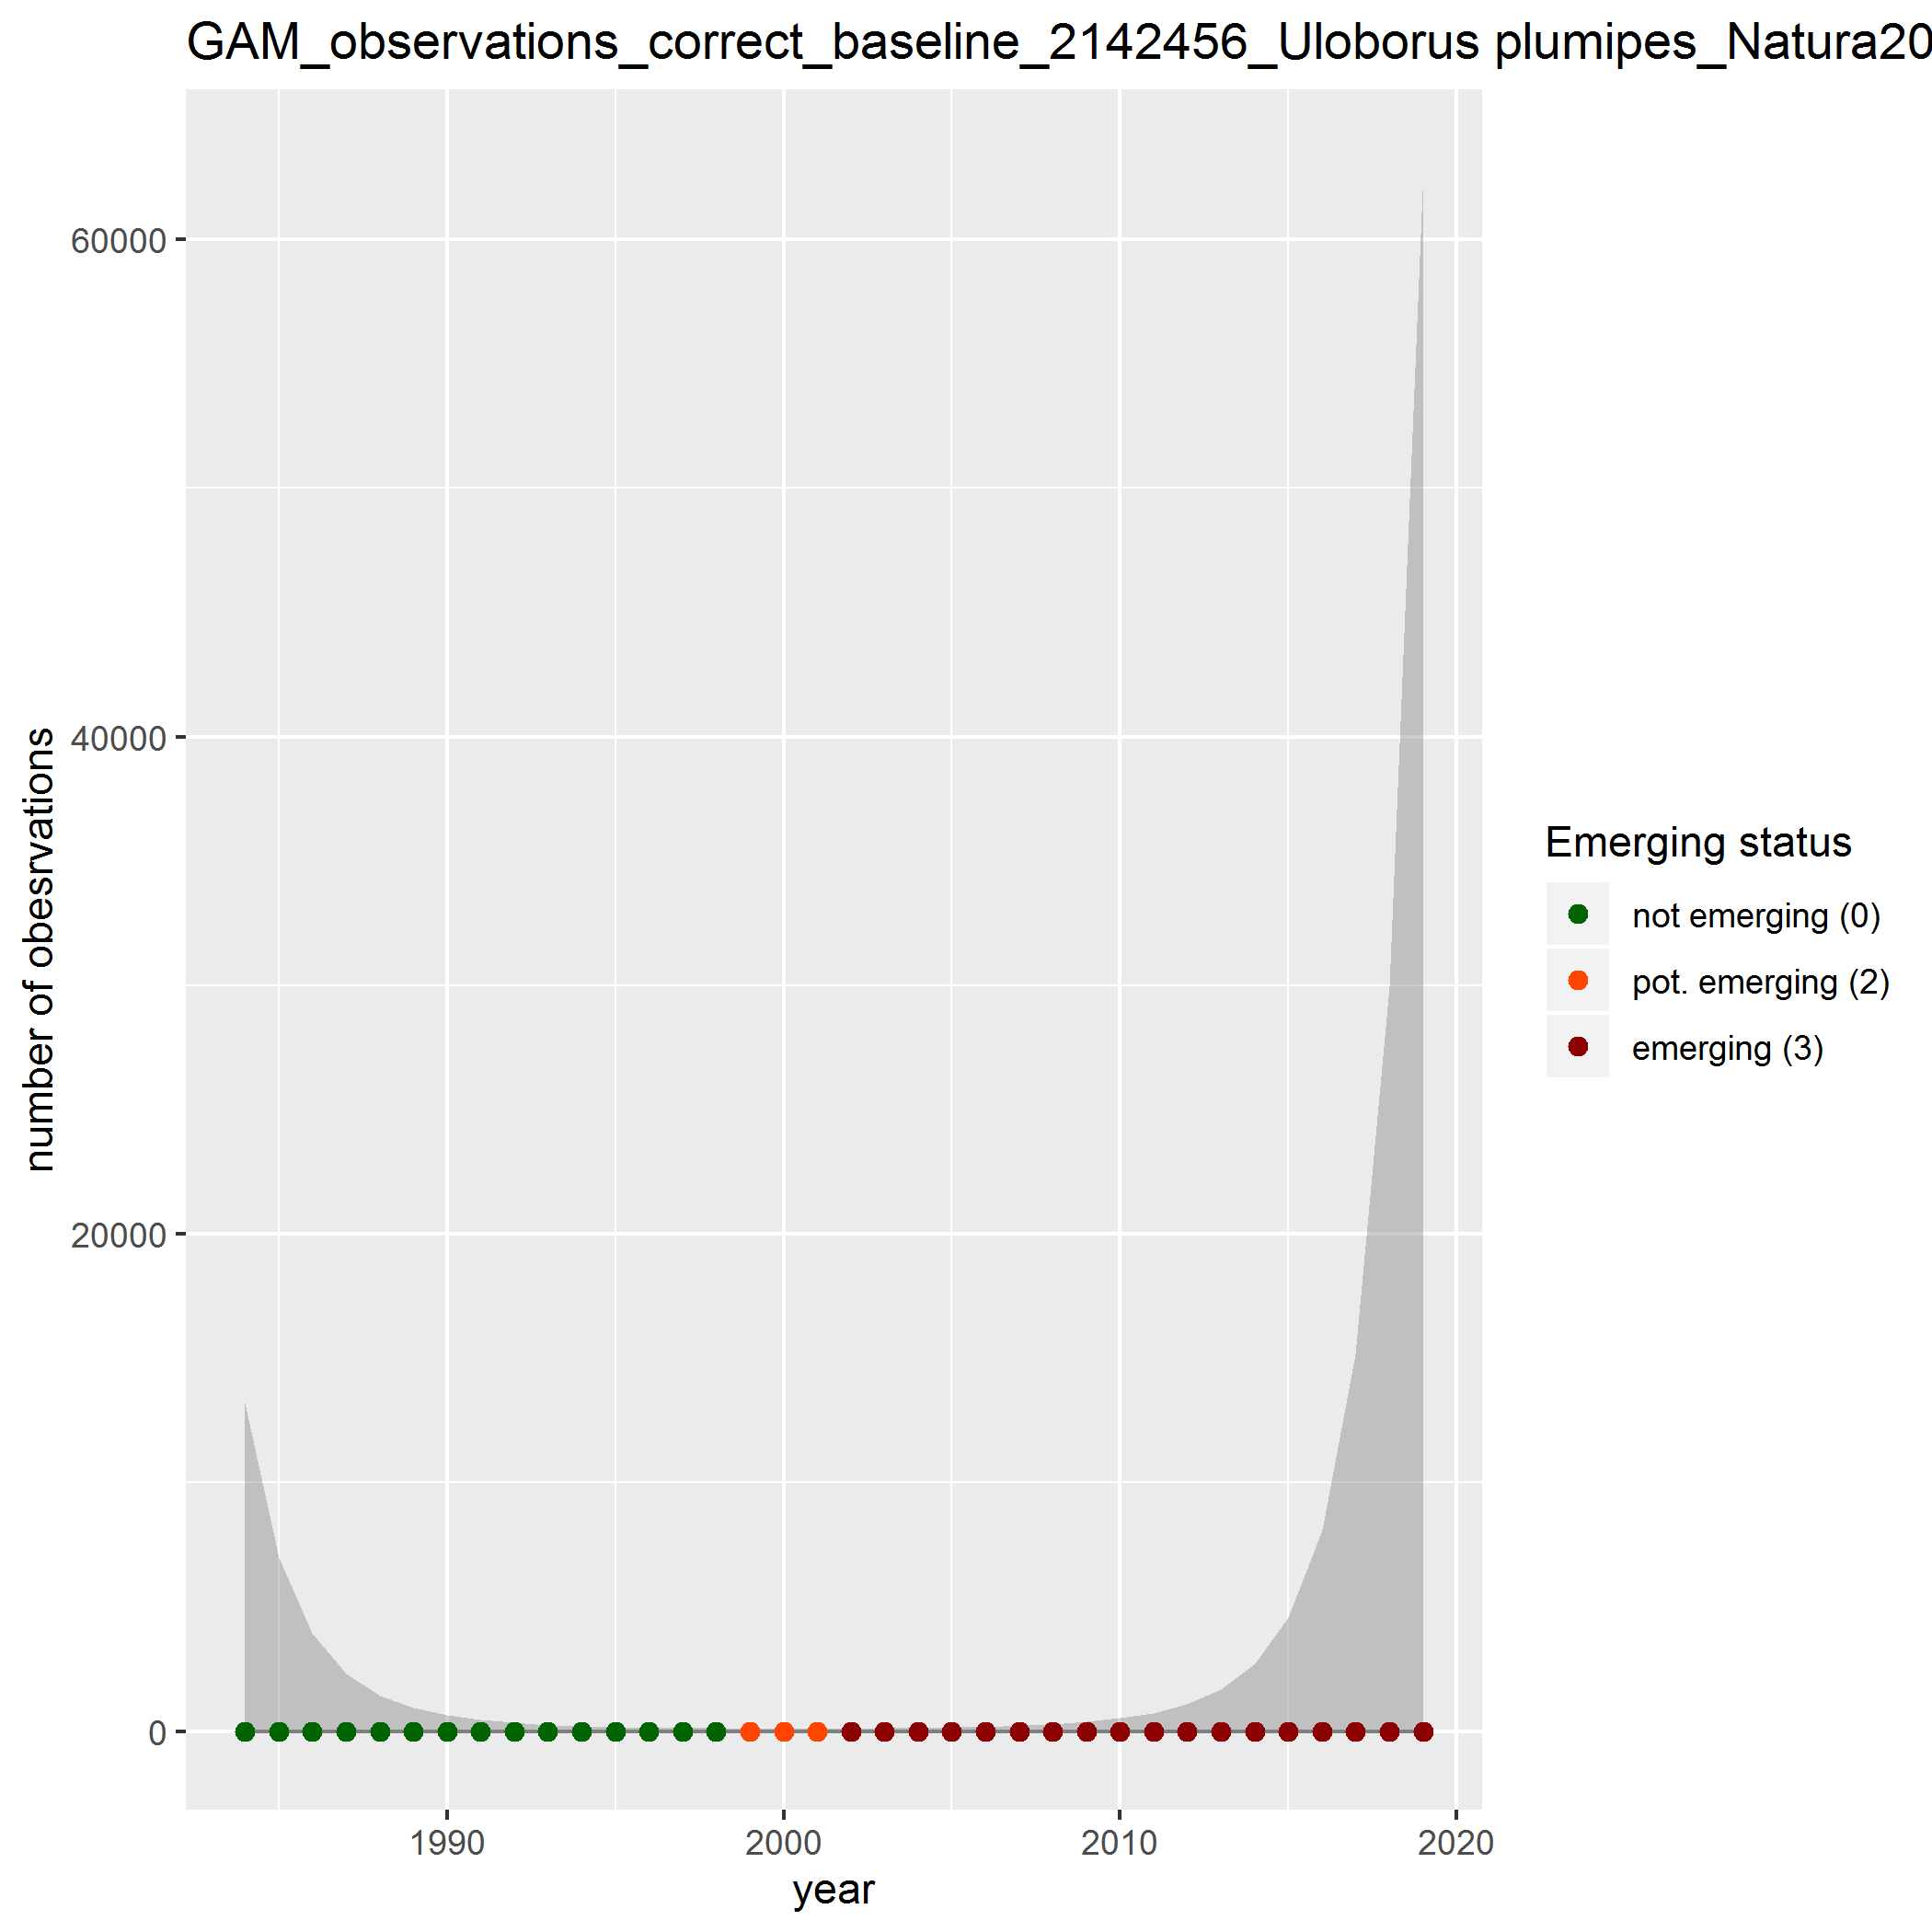 GAM_observations_correct_baseline_2142456_Uloborus plumipes_Natura20
60000
40000
20000
0
number of obesrvations
1990 2000 2010 2020
year
Emerging status
not emerging (0)
pot. emerging (2)
emerging (3)